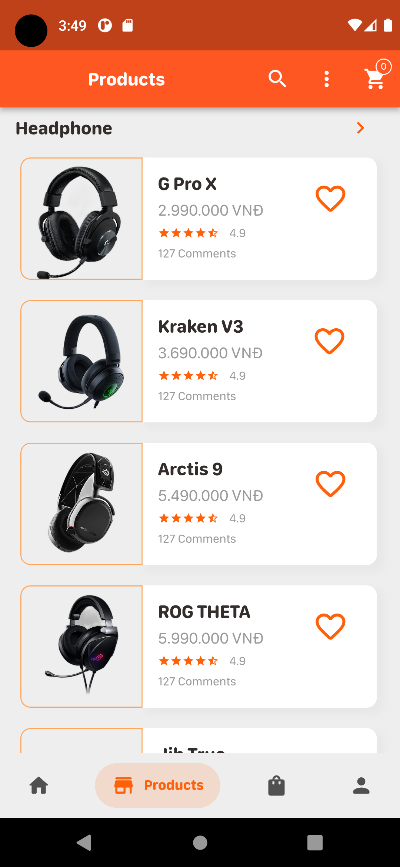 3:49
Products
0
Headphone
G Pro X
2.990.000 VNĐ
4.9
127 Comments
Kraken V3
3.690.000 VNĐ
4.9
127 Comments
Arctis 9
5.490.000 VNĐ
4.9
127 Comments
ROG THETA
5.990.000 VNĐ
4.9
127 Comments
Jib True
Products